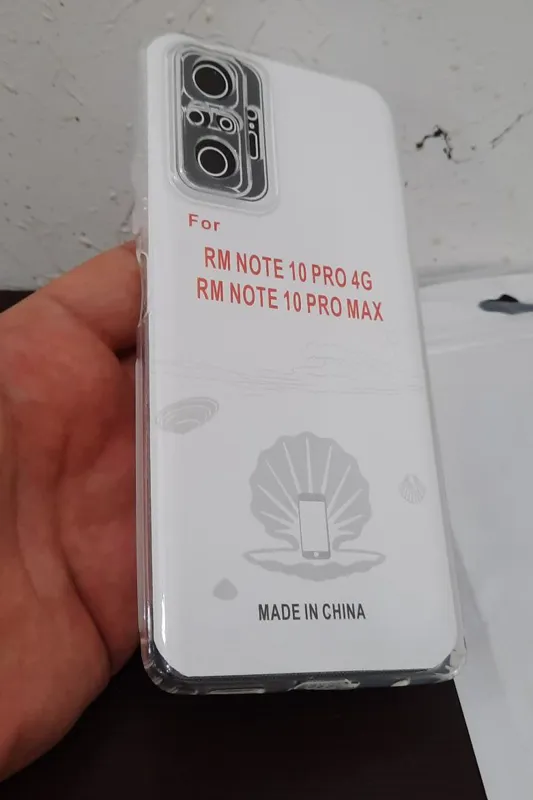 For
RM NOTE 10 PRO 4G
RM NOTE 10 PRO MAX
MADE IN CHINA